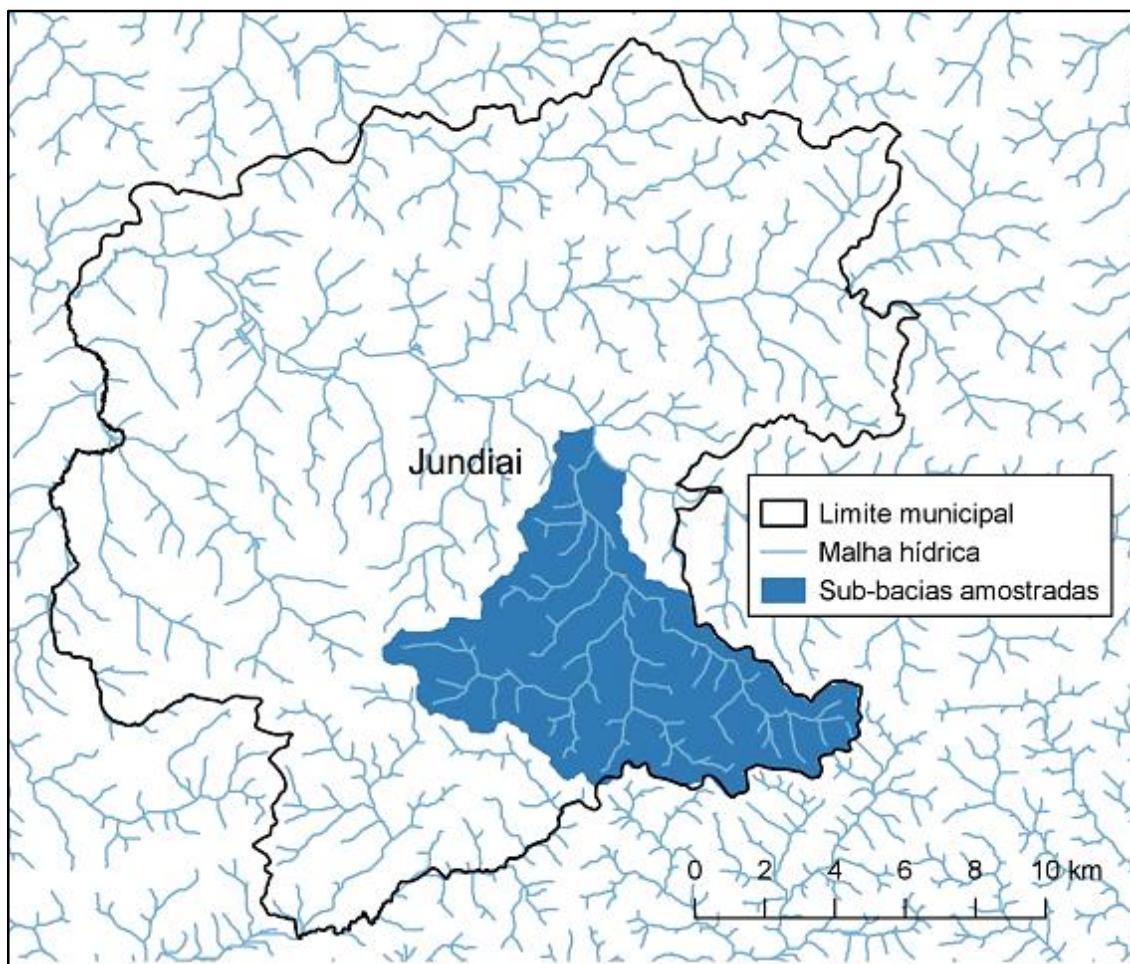 Jundiai
Limite municipal
Malha hídrica
Sub-bacias amostradas
0 2 4 6 8 10 km